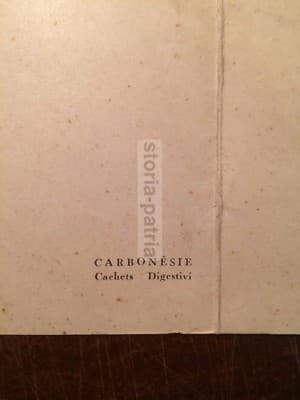 storia-patria
CARBONÉSIE
Cachets Digestivi